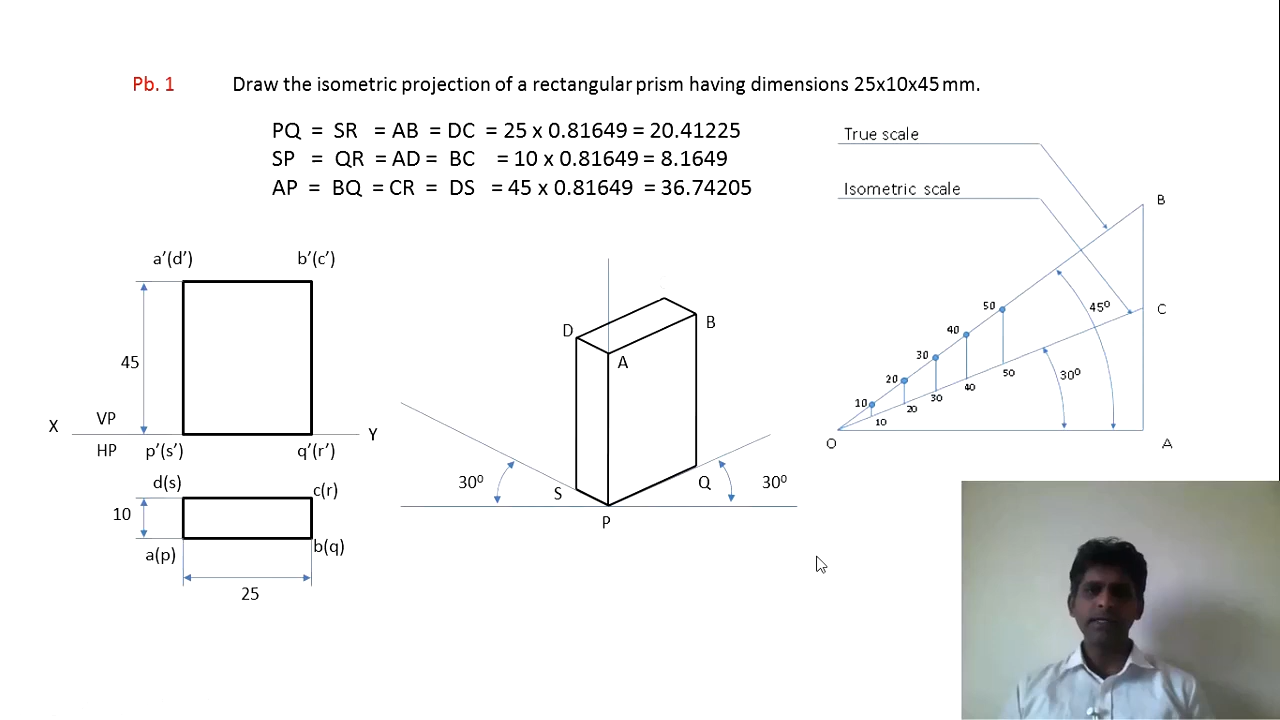 Pb. 1 Draw the isometric projection of a rectangular prism having dimensions 25x10x45 mm.
PQ = SR = AB = DC = 25 x 0.81649 = 20.41225
SP = QR = AD = BC = 10 x 0.81649 = 8.1649
AP = BQ = CR = DS = 45 x 0.81649 = 36.74205
a’(d’) b’(c’)
45
X VP Y
HP p’(s’) q’(r’)
d(s) c(r)
10
a(p) b(q)
25
D B
A
30⁰ S Q 30⁰
P
True scale
Isometric scale
B
50 45⁰ C
40
30
20 50 30⁰
10 40
30
20
10
O A